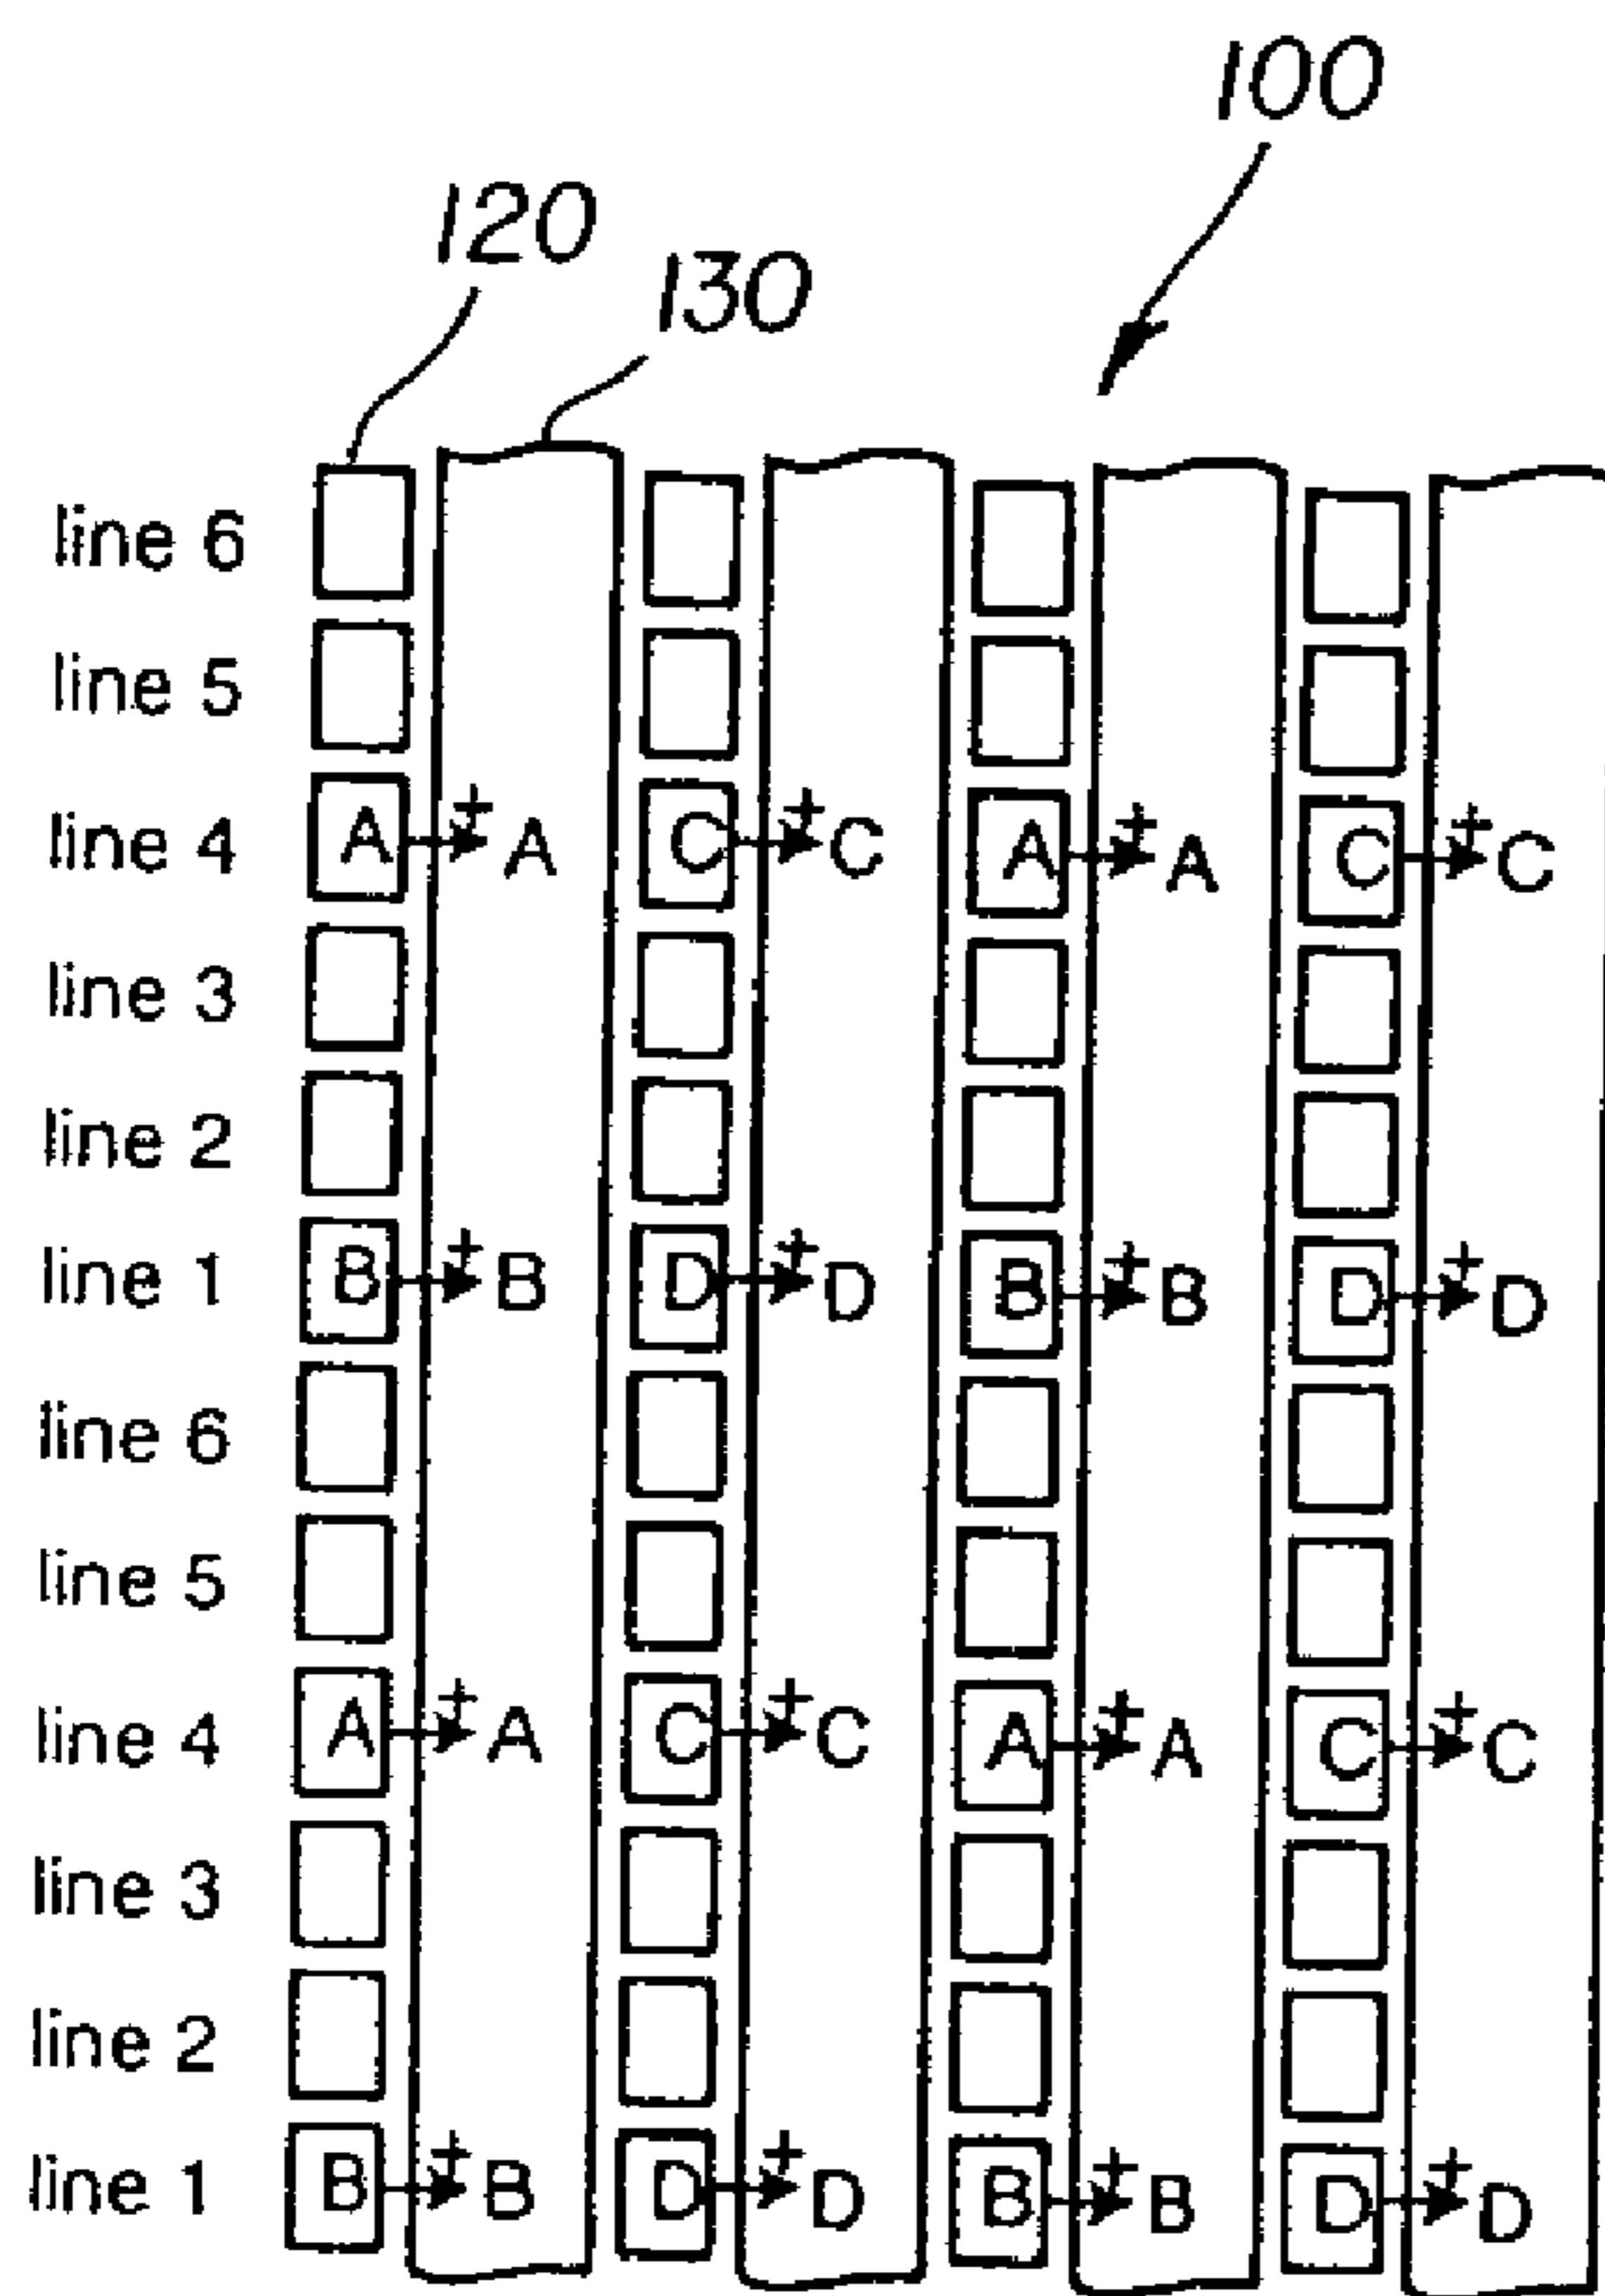 100
120
130
line 6
line 5
line 4 A + A C + C A + A C + C
line 3
line 2
line 1 B + B D + D B + B D + D
line 6
line 5
line 4 A + A C + C A + A C + C
line 3
line 2
line 1 B + B D + D B + B D + D